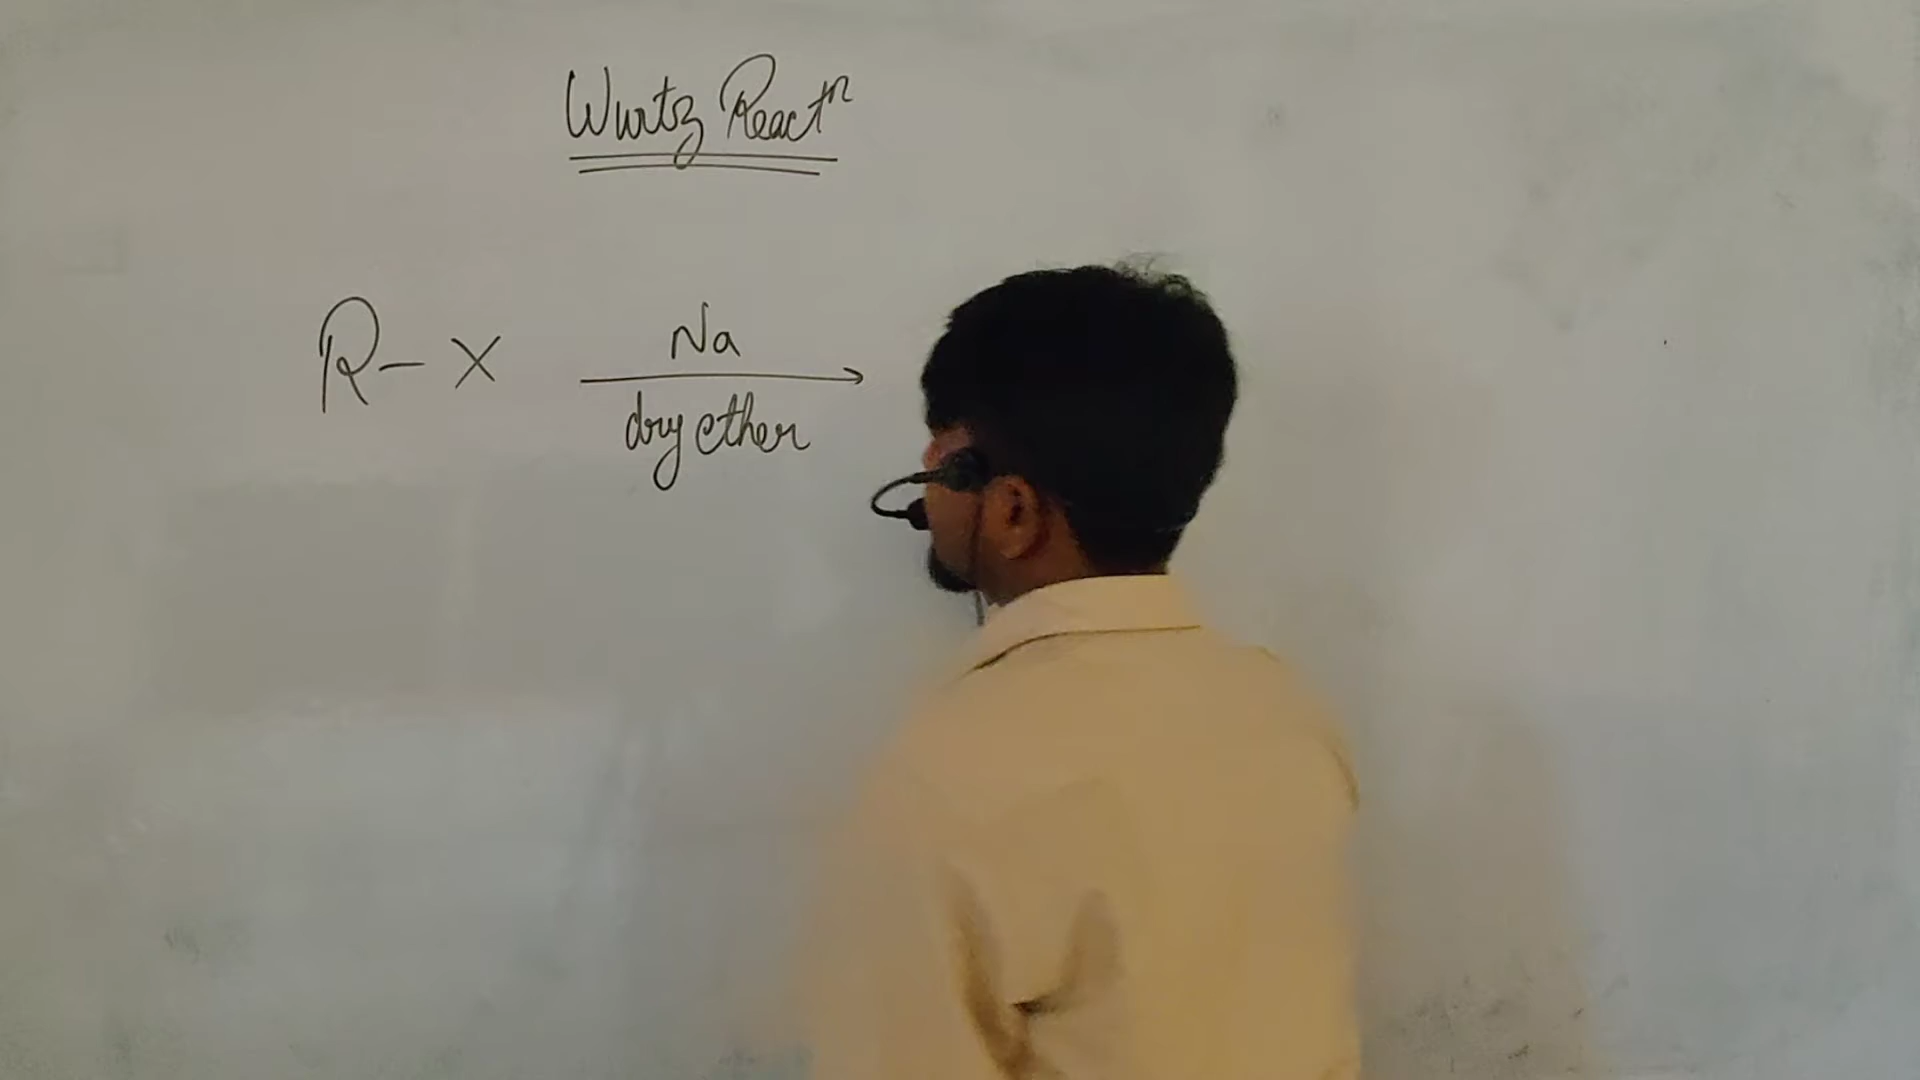 Wurtz Reactⁿ
R- X
Na
dry ether